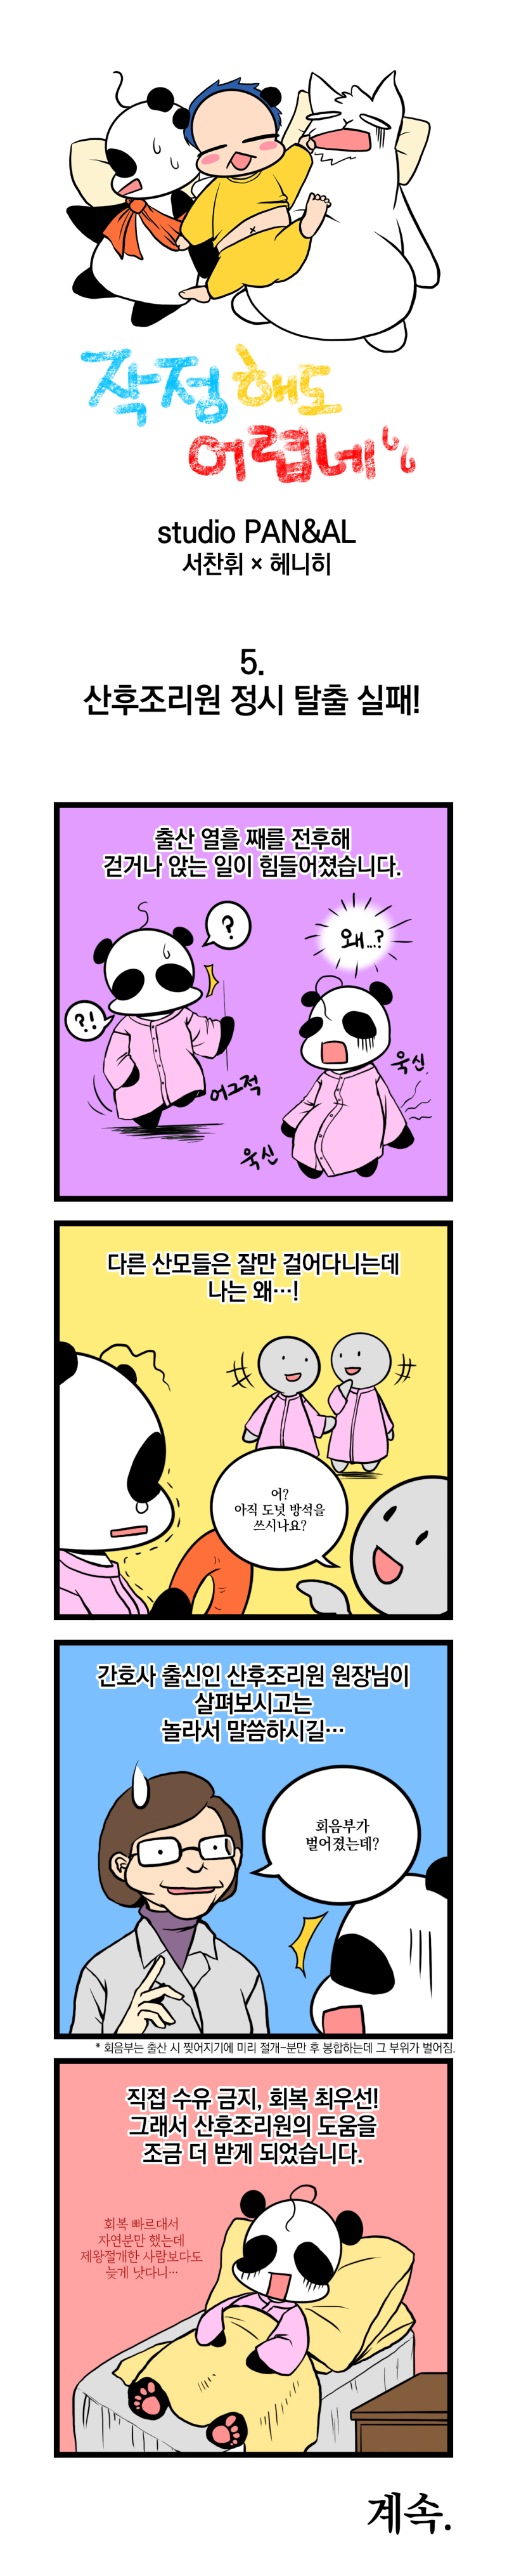 작정해도
어렵네
studio PAN&AL
서찬휘 × 헤니히
5.
산후조리원 정시 탈출 실패!
출산 열흘 째를 전후해
걷거나 앉는 일이 힘들어졌습니다.
?
왜...?
?!
어그적
욱신
욱신
다른 산모들은 잘만 걸어다니는데
나는 왜…!
어?
아직 도넛 방석을
쓰시나요?
간호사 출신인 산후조리원 원장님이
살펴보시고는
놀라서 말씀하시길…
회음부가
벌어졌는데?
* 회음부는 출산 시 찢어지기에 미리 절개-분만 후 봉합하는데 그 부위가 벌어짐.
직접 수유 금지, 회복 최우선!
그래서 산후조리원의 도움을
조금 더 받게 되었습니다.
회복 빠르대서
자연분만 했는데
제왕절개한 사람보다도
늦게 낫다니…
계속.